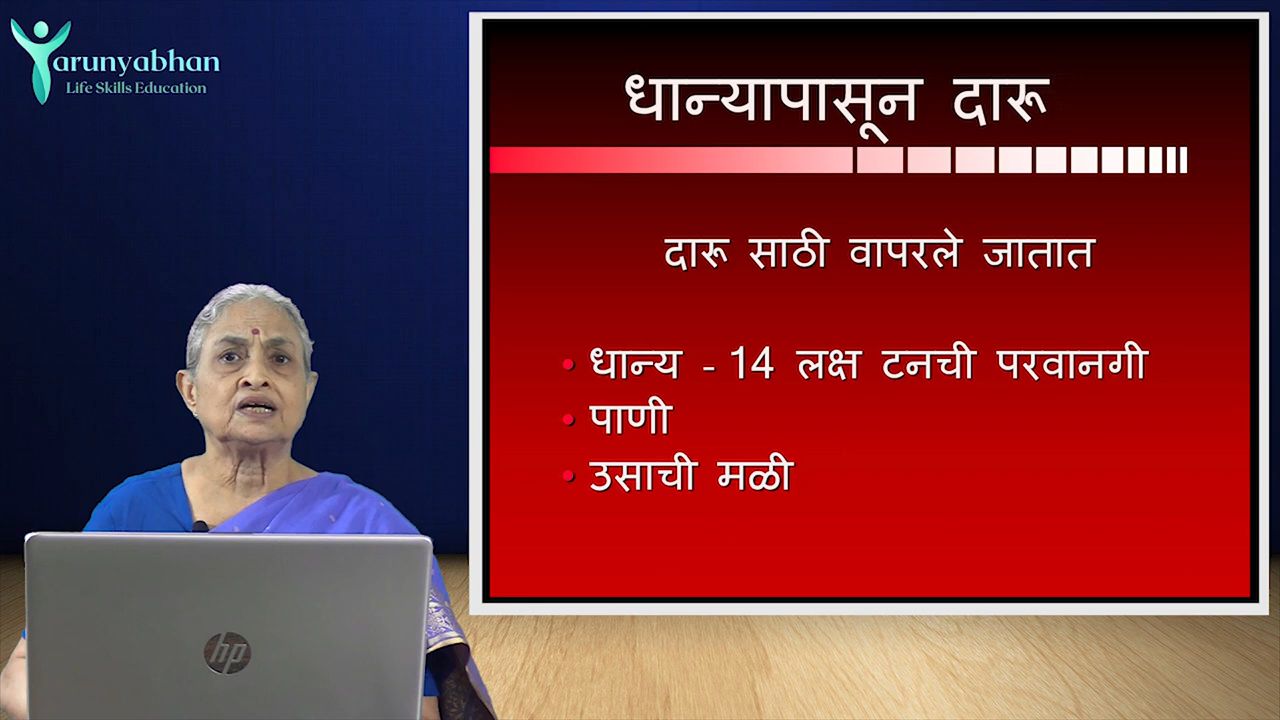 Tarunyabhan
Life Skills Education
धान्यापासून दारू
दारू साठी वापरले जातात
• धान्य - 14 लक्ष टनची परवानगी
• पाणी
• उसाची मळी
hp